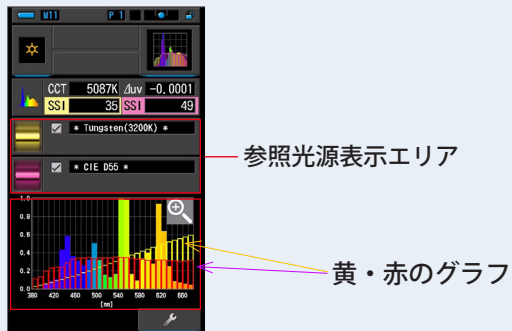 M11 P 1
CCT 5087K ⊿uv -0.0001
SSI 35 SSI 49
* Tungsten(3200K) *
参照光源表示エリア
* CIE D55 *
1.0
0.8
0.6
0.4
0.2
0.0
黄・赤のグラフ
380 420 460 500 540 580 620 660
[nm]